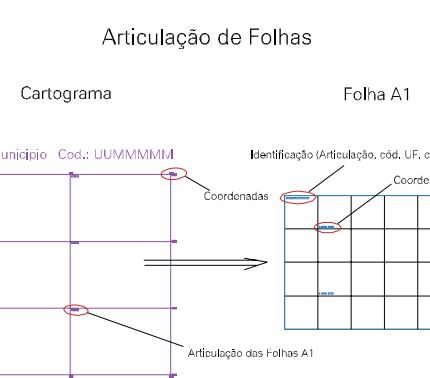 Articulação de Folhas
Cartograma
Folha A1
unicípio Cod.: UUMMMMM
Identificação (Articulação, cód. UF, c
Coorde
Coordenadas
Articulação das Folhas A1